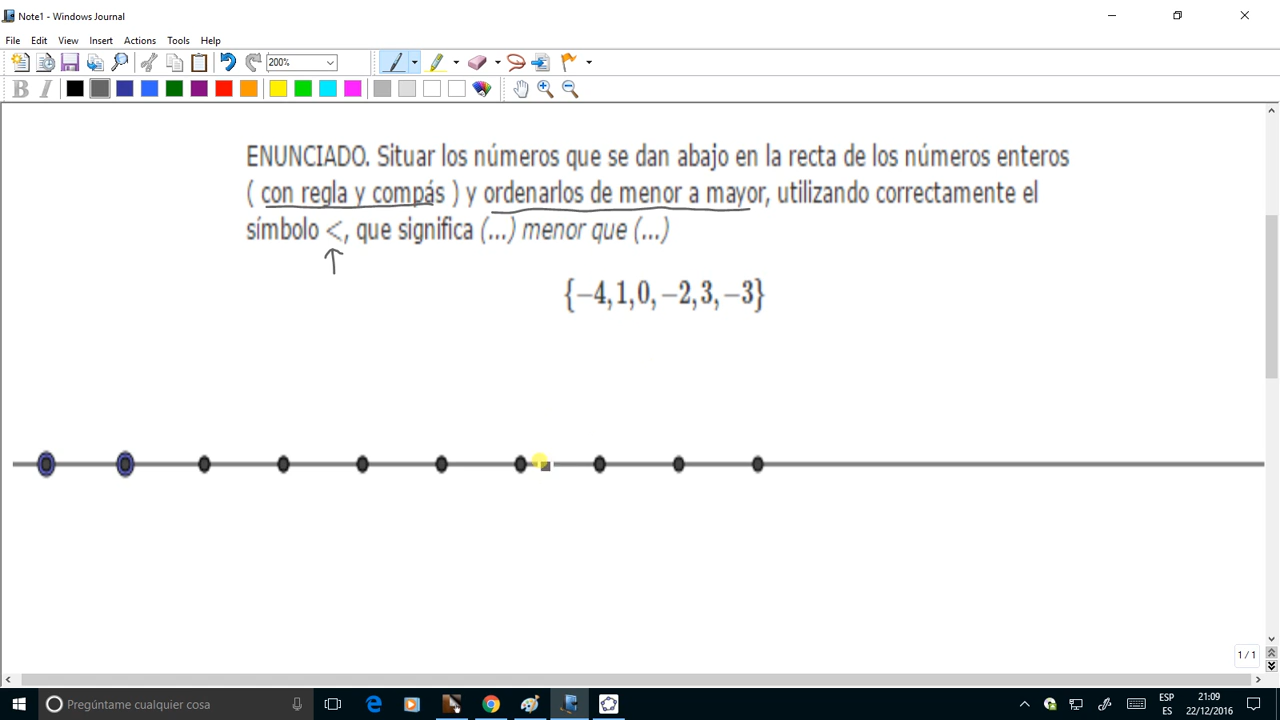 Note1 - Windows Journal
File Edit View Insert Actions Tools Help
200%
B I
ENUNCIADO. Situar los números que se dan abajo en la recta de los números enteros
( con regla y compás ) y ordenarlos de menor a mayor, utilizando correctamente el
símbolo <, que significa (...) menor que (...)
{−4,1,0,−2,3,−3}
1 / 1
Pregúntame cualquier cosa
ESP 21:09
ES 22/12/2016